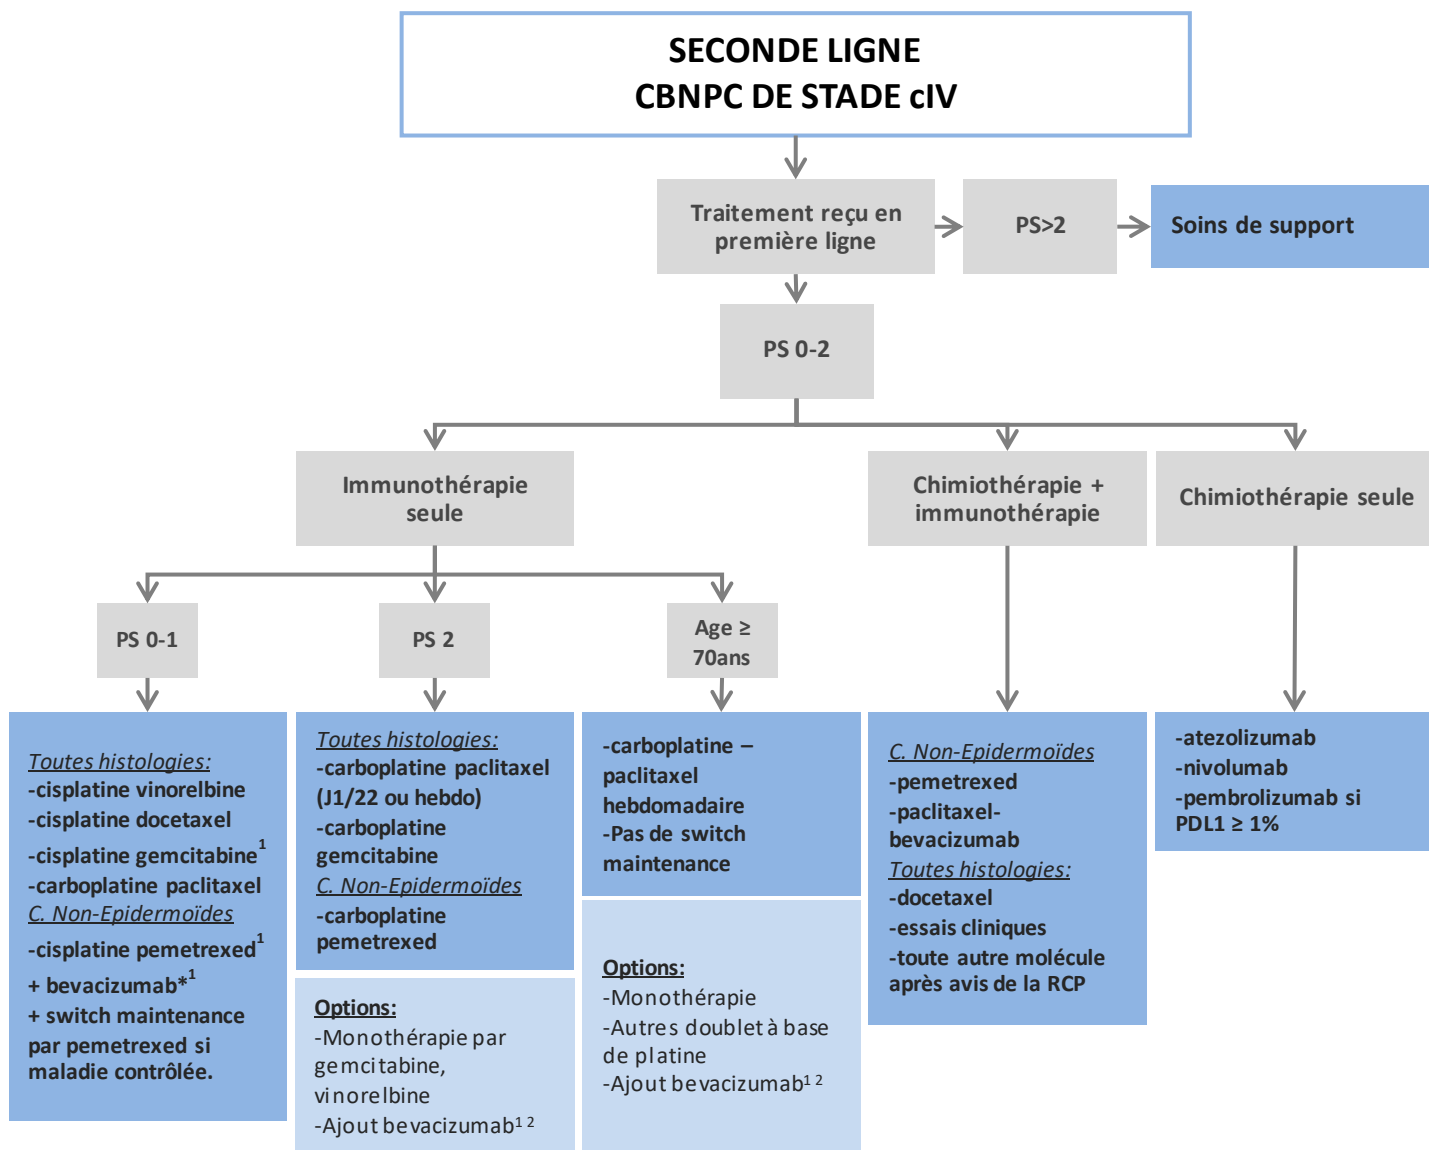 SECONDE LIGNE
CBNPC DE STADE cIV
Traitement reçu en
première ligne
PS>2
Soins de support
PS 0-2
Immunothérapie
seule
Chimiothérapie +
immunothérapie
Chimiothérapie seule
PS 0-1
PS 2
Age ≥
70ans
Toutes histologies:
-cisplatine vinorelbine
-cisplatine docetaxel
-cisplatine gemcitabine¹
-carboplatine paclitaxel
C. Non-Epidermoïdes
-cisplatine pemetrexed¹
+ bevacizumab*¹
+ switch maintenance
par pemetrexed si
maladie contrôlée.
Toutes histologies:
-carboplatine paclitaxel
(J1/22 ou hebdo)
-carboplatine
gemcitabine
C. Non-Epidermoïdes
-carboplatine
pemetrexed
Options:
-Monothérapie par
gemcitabine,
vinorelbine
-Ajout bevacizumab¹ ²
-carboplatine –
paclitaxel
hebdomadaire
-Pas de switch
maintenance
Options:
-Monothérapie
-Autres doublet à base
de platine
-Ajout bevacizumab¹ ²
C. Non-Epidermoïdes
-pemetrexed
-paclitaxel-
bevacizumab
Toutes histologies:
-docetaxel
-essais cliniques
-toute autre molécule
après avis de la RCP
-atezolizumab
-nivolumab
-pembrolizumab si
PDL1 ≥ 1%